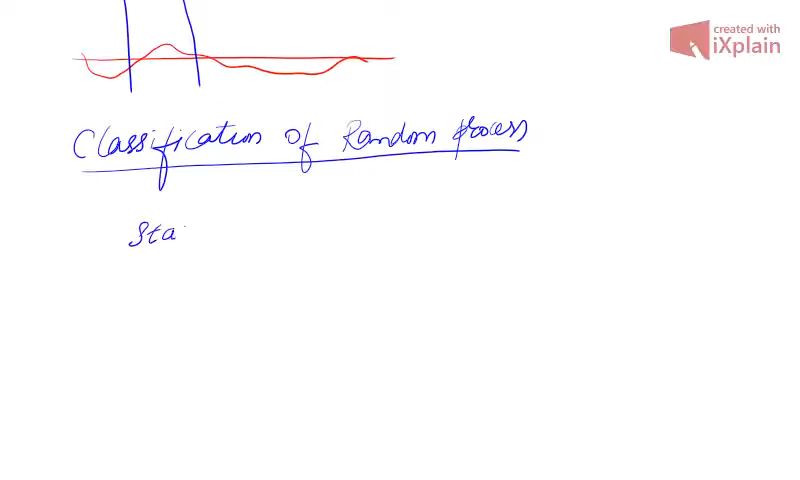 created with
iXplain
Classification of Random process
Sta